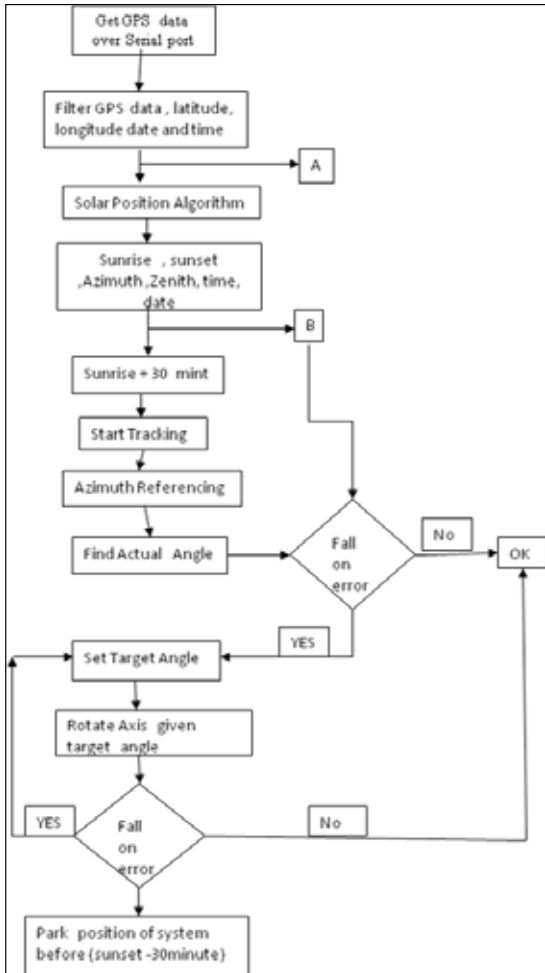 Get GPS data
over Serial port
Filter GPS data , latitude,
longitude date and time
A
Solar Position Algorithm
Sunrise , sunset
,Azimuth ,Zenith, time,
date
B
Sunrise + 30 mint
Start Tracking
Azimuth Referencing
Find Actual Angle
Fall
on
error
No
OK
YES
Set Target Angle
Rotate Axis given
target angle
YES
Fall
on
error
No
Park position of system
before (sunset -30minute)